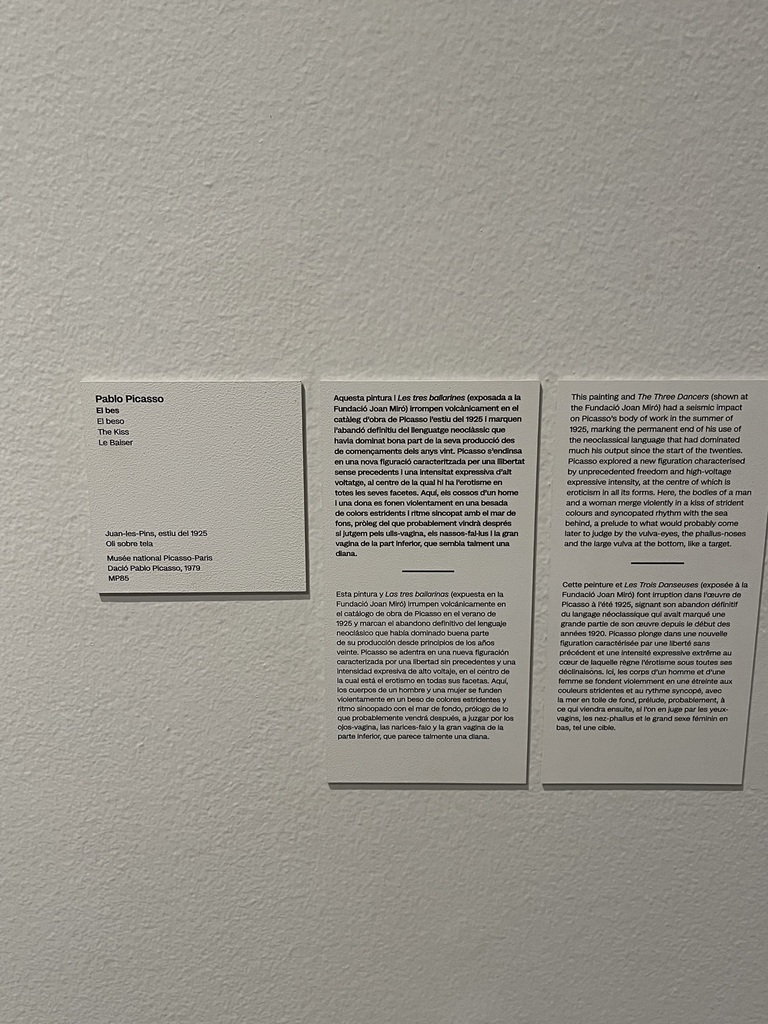 Pablo Picasso
El bes
El beso
The Kiss
Le Baiser
Juan-les-Pins, estiu del 1925
Oli sobre tela
Musée national Picasso-Paris
Dació Pablo Picasso, 1979
MP85
Aquesta pintura i Les tres ballarines (exposada a la
Fundació Joan Miró) irrompen volcànicament en el
catàleg d'obra de Picasso l'estiu del 1925 i marquen
l'abandó definitiu del llenguatge neoclàssic que
havia dominat bona part de la seva producció des
de començaments dels anys vint. Picasso s'endinsa
en una nova figuració caracteritzada per una llibertat
sense precedents i una intensitat expressiva d'alt
voltatge, al centre de la qual hi ha l'erotisme en
totes les seves facetes. Aquí, els cossos d'un home
i una dona es fonen violentament en una besada
de colors estridents i ritme sincopat amb el mar de
fons, pròleg del que probablement vindrà després
si jutgem pels ulls-vagina, els nassos-fal·lus i la gran
vagina de la part inferior, que sembla talment una
diana.
Esta pintura y Las tres bailarinas (expuesta en la
Fundació Joan Miró) irrumpen volcánicamente en
el catálogo de obra de Picasso en el verano de
1925 y marcan el abandono definitivo del lenguaje
neoclásico que había dominado buena parte
de su producción desde principios de los años
veinte. Picasso se adentra en una nueva figuración
caracterizada por una libertad sin precedentes y una
intensidad expresiva de alto voltaje, en el centro de
la cual está el erotismo en todas sus facetas. Aquí,
los cuerpos de un hombre y una mujer se funden
violentamente en un beso de colores estridentes y
ritmo sincopado con el mar de fondo, prólogo de lo
que probablemente vendrá después, a juzgar por los
ojos-vagina, las narices-falo y la gran vagina de la
parte inferior, que parece talmente una diana.
This painting and The Three Dancers (shown at
the Fundació Joan Miró) had a seismic impact
on Picasso's body of work in the summer of
1925, marking the permanent end of his use of
the neoclassical language that had dominated
much his output since the start of the twenties.
Picasso explored a new figuration characterised
by unprecedented freedom and high-voltage
expressive intensity, at the centre of which is
eroticism in all its forms. Here, the bodies of a man
and a woman merge violently in a kiss of strident
colours and syncopated rhythm with the sea
behind, a prelude to what would probably come
later to judge by the vulva-eyes, the phallus-noses
and the large vulva at the bottom, like a target.
Cette peinture et Les Trois Danseuses (exposée à la
Fundació Joan Miró) font irruption dans l'œuvre de
Picasso à l'été 1925, signant son abandon définitif
du langage néoclassique qui avait marqué une
grande partie de son œuvre depuis le début des
années 1920. Picasso plonge dans une nouvelle
figuration caractérisée par une liberté sans
précédent et une intensité expressive extrême au
cœur de laquelle règne l'érotisme sous toutes ses
déclinaisons. Ici, les corps d'un homme et d'une
femme se fondent violemment en une étreinte aux
couleurs stridentes et au rythme syncopé, avec
la mer en toile de fond, prélude, probablement, à
ce qui viendra ensuite, si l'on en juge par les yeux-
vagins, les nez-phallus et le grand sexe féminin en
bas, tel une cible.